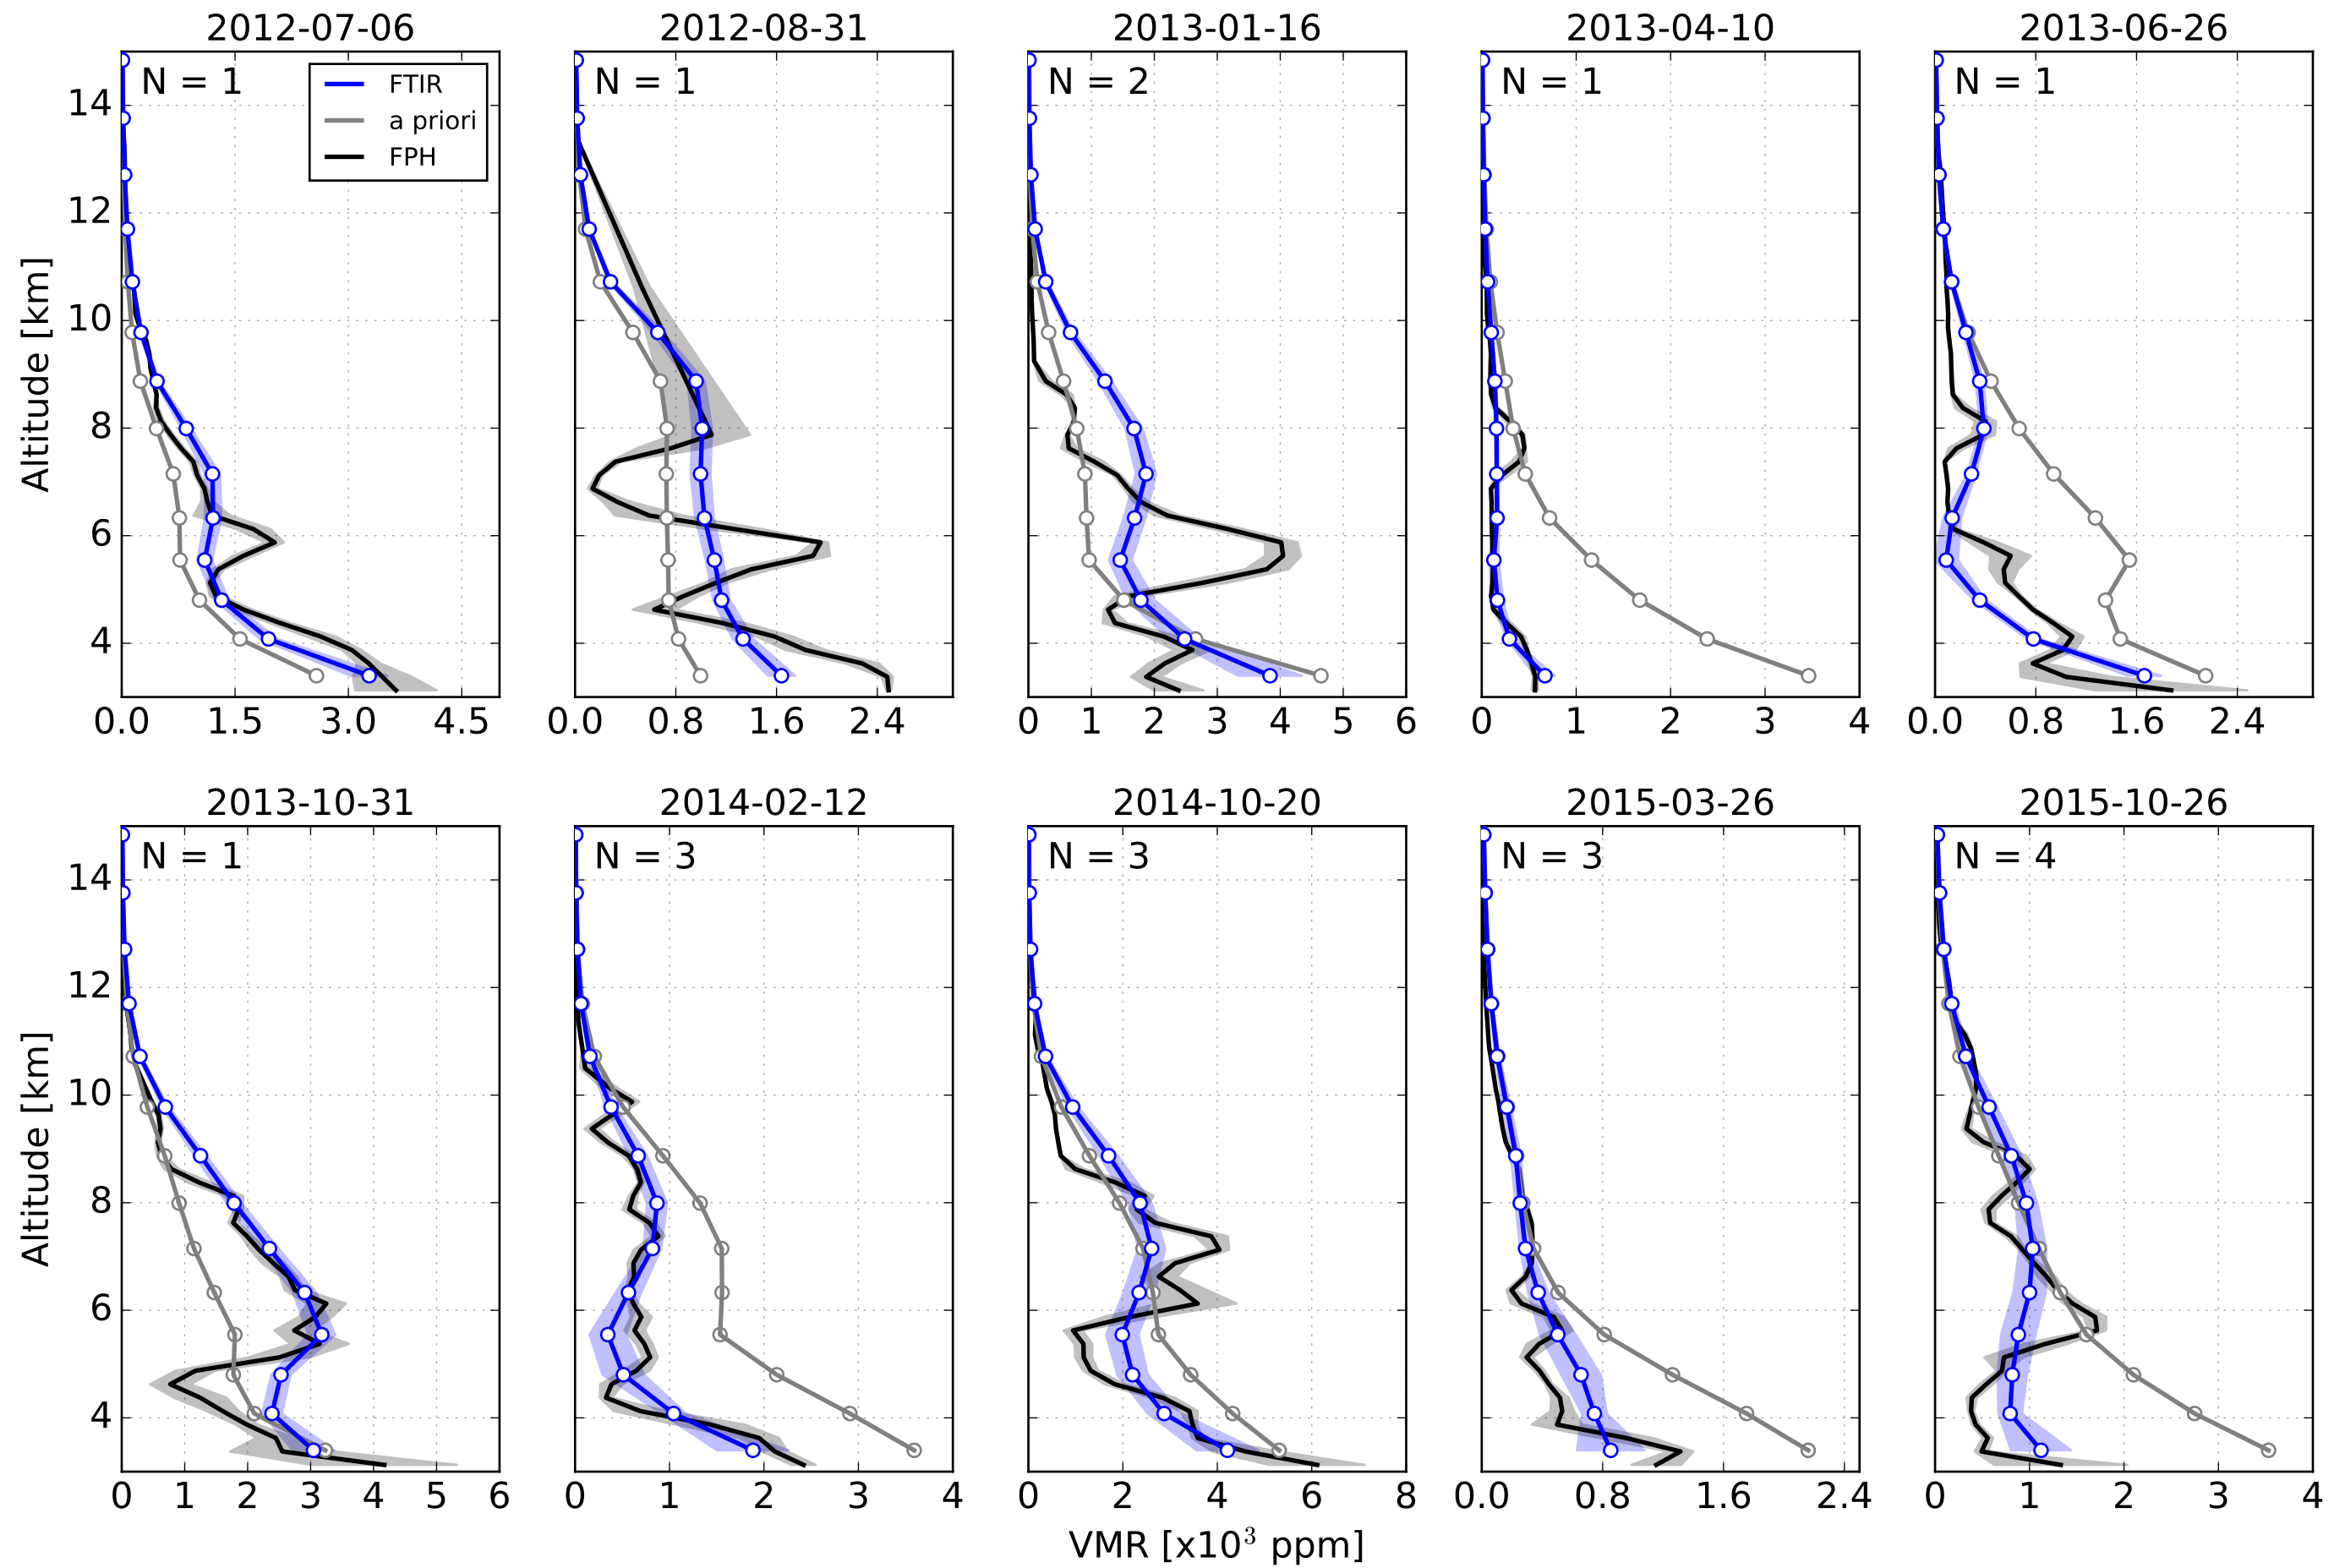 2012-07-06
2012-08-31
2013-01-16
2013-04-10
2013-06-26
N = 1
N = 1
N = 2
N = 1
N = 1
FTIR
a priori
FPH
Altitude [km]
14
12
10
8
6
4
0.0 1.5 3.0 4.5
0.0 0.8 1.6 2.4
0 1 2 3 4 5 6
0 1 2 3 4
0.0 0.8 1.6 2.4
2013-10-31
2014-02-12
2014-10-20
2015-03-26
2015-10-26
N = 1
N = 3
N = 3
N = 3
N = 4
Altitude [km]
14
12
10
8
6
4
0 1 2 3 4 5 6
0 1 2 3 4
0 2 4 6 8
0.0 0.8 1.6 2.4
0 1 2 3 4
VMR [x10³ ppm]